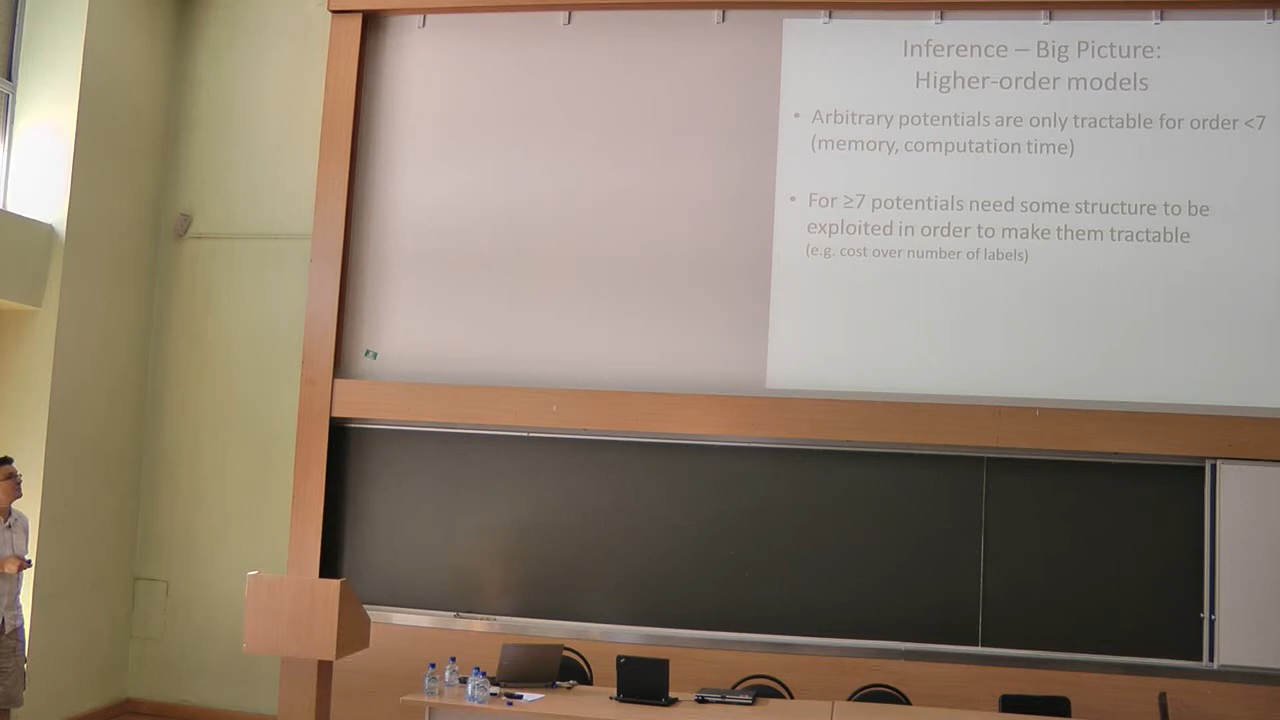 Inference – Big Picture:
Higher-order models
• Arbitrary potentials are only tractable for order <7
(memory, computation time)
• For ≥7 potentials need some structure to be
exploited in order to make them tractable
(e.g. cost over number of labels)